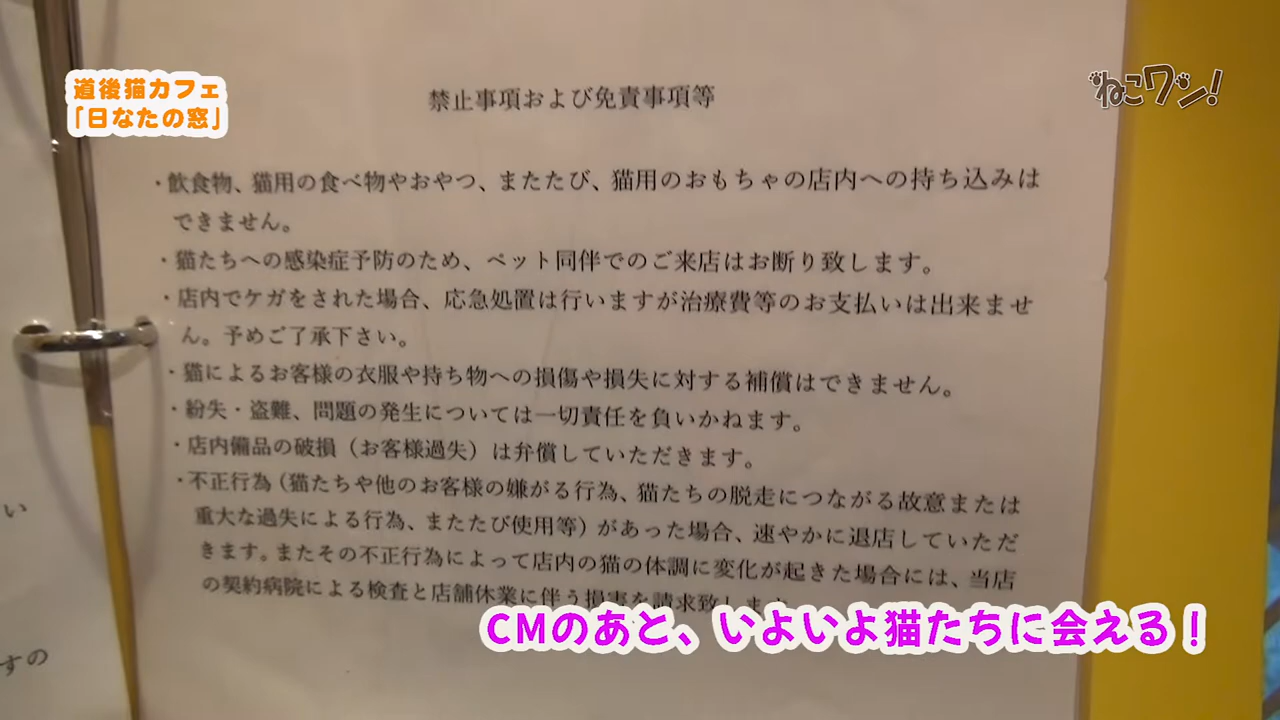 道後猫カフェ
「日なたの窓」
ねこワン！
禁止事項および免責事項等
・飲食物、猫用の食べ物やおやつ、またたび、猫用のおもちゃの店内への持ち込みは
できません。
・猫たちへの感染症予防のため、ペット同伴でのご来店はお断り致します。
・店内でケガをされた場合、応急処置は行いますが治療費等のお支払いは出来ませ
ん。予めご了承下さい。
・猫によるお客様の衣服や持ち物への損傷や損失に対する補償はできません。
・紛失・盗難、問題の発生については一切責任を負いかねます。
・店内備品の破損（お客様過失）は弁償していただきます。
・不正行為（猫たちや他のお客様の嫌がる行為、猫たちの脱走につながる故意または
重大な過失による行為、またたび使用等）があった場合、速やかに退店していただ
きます。またその不正行為によって店内の猫の体調に変化が起きた場合には、当店
の契約病院による検査と店舗休業に伴う損害を請求致します
い
すの
CMのあと、いよいよ猫たちに会える！